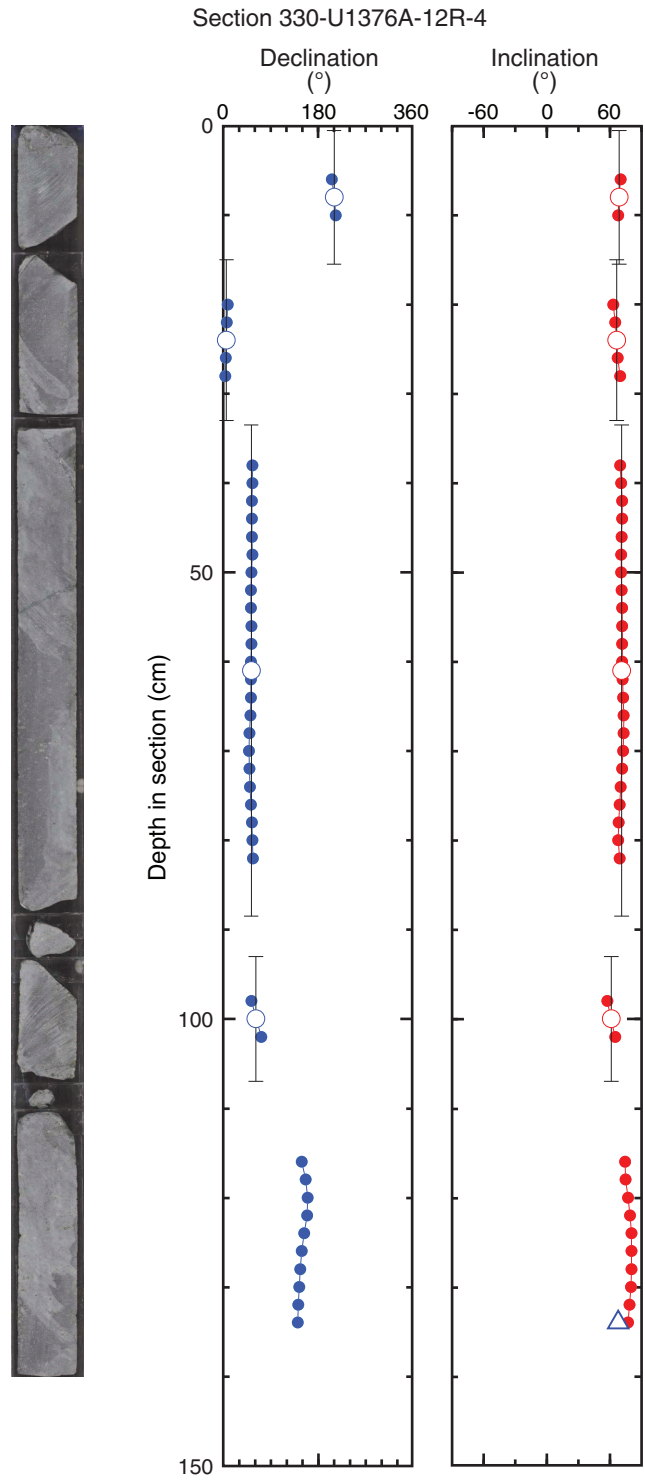 Section 330-U1376A-12R-4
Declination
(°)
Inclination
(°)
0 180 360
-60 0 60
0
50
100
150
Depth in section (cm)